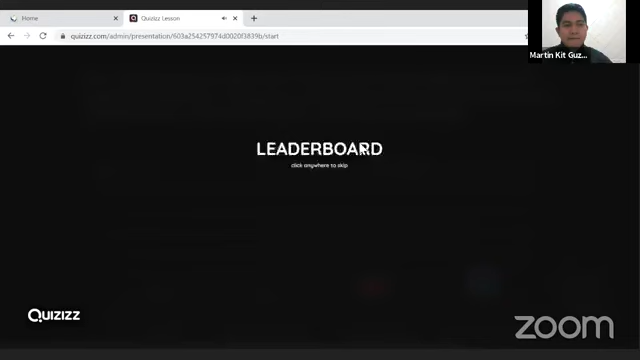 Home
Quizizz Lesson
quizizz.com/admin/presentation/603a254257974d0020f3839b/start
Martin Kit Guz...
LEADERBOARD
click anywhere to skip
Quizizz
zoom